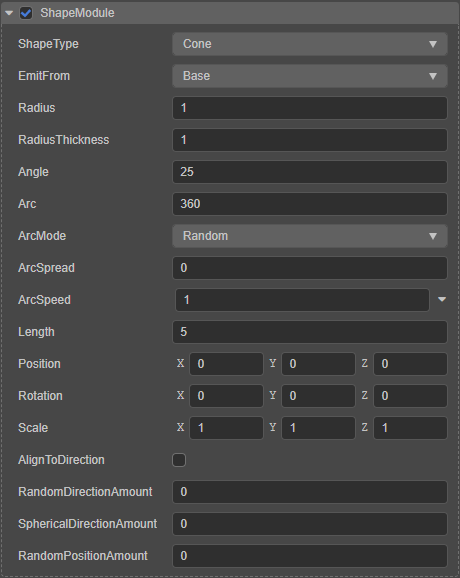 ShapeModule
ShapeType Cone
EmitFrom Base
Radius 1
RadiusThickness 1
Angle 25
Arc 360
ArcMode Random
ArcSpread 0
ArcSpeed 1
Length 5
Position X 0 Y 0 Z 0
Rotation X 0 Y 0 Z 0
Scale X 1 Y 1 Z 1
AlignToDirection
RandomDirectionAmount 0
SphericalDirectionAmount 0
RandomPositionAmount 0